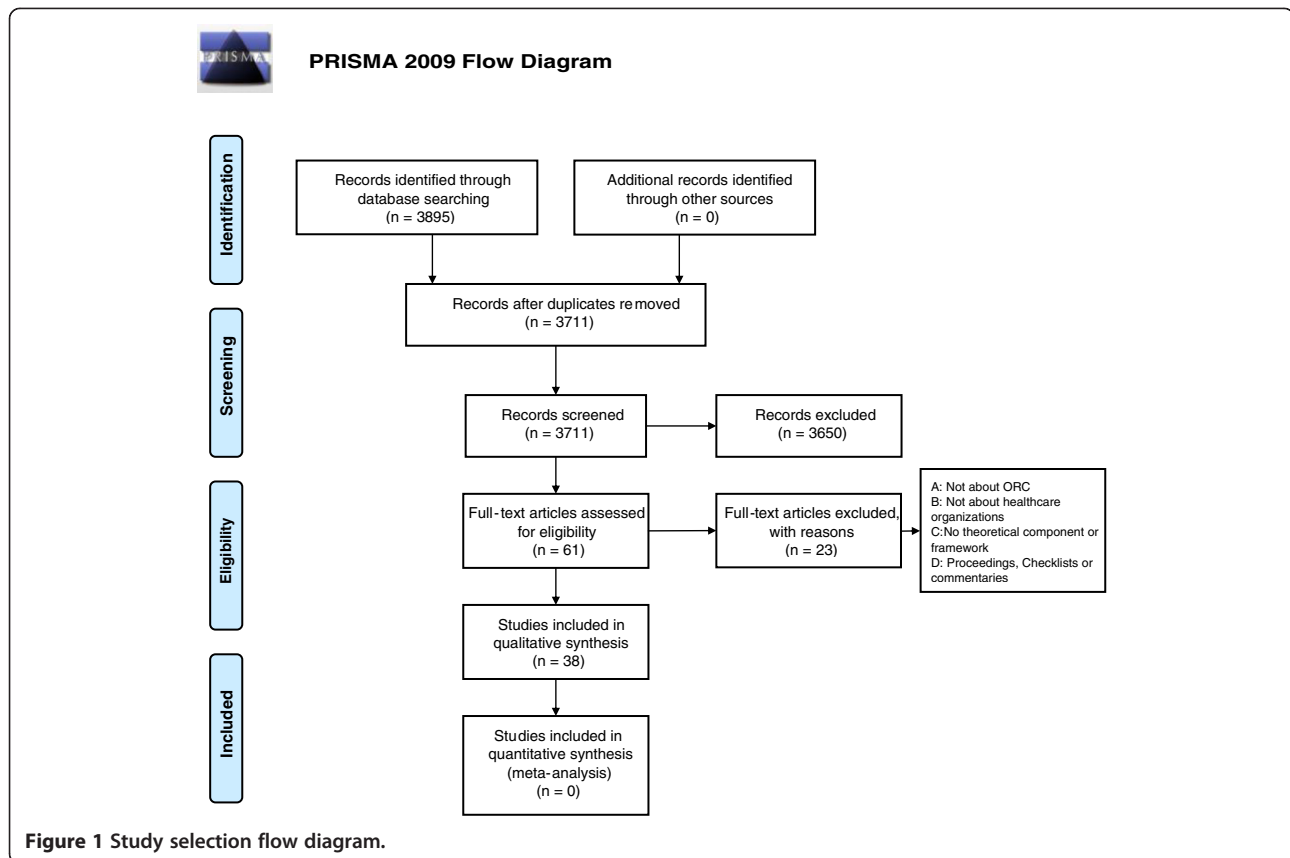 PRISMA
PRISMA 2009 Flow Diagram
Identification
Records identified through
database searching
(n = 3895)
Additional records identified
through other sources
(n = 0)
Records after duplicates removed
(n = 3711)
Screening
Records screened
(n = 3711)
Records excluded
(n = 3650)
Eligibility
Full-text articles assessed
for eligibility
(n = 61)
Full-text articles excluded,
with reasons
(n = 23)
A: Not about ORC
B: Not about healthcare
organizations
C:No theoretical component or
framework
D: Proceedings, Checklists or
commentaries
Studies included in
qualitative synthesis
(n = 38)
Included
Studies included in
quantitative synthesis
(meta-analysis)
(n = 0)
Figure 1 Study selection flow diagram.